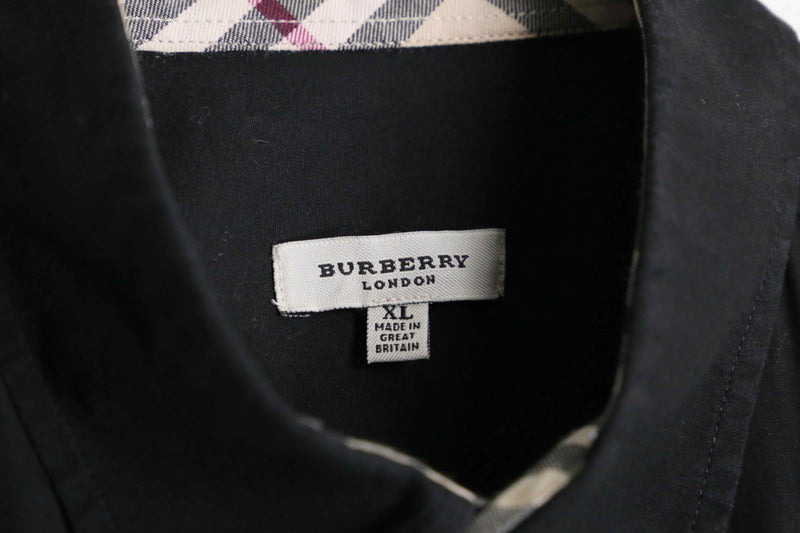 BURBERRY
LONDON
XL
MADE IN
GREAT
BRITAIN